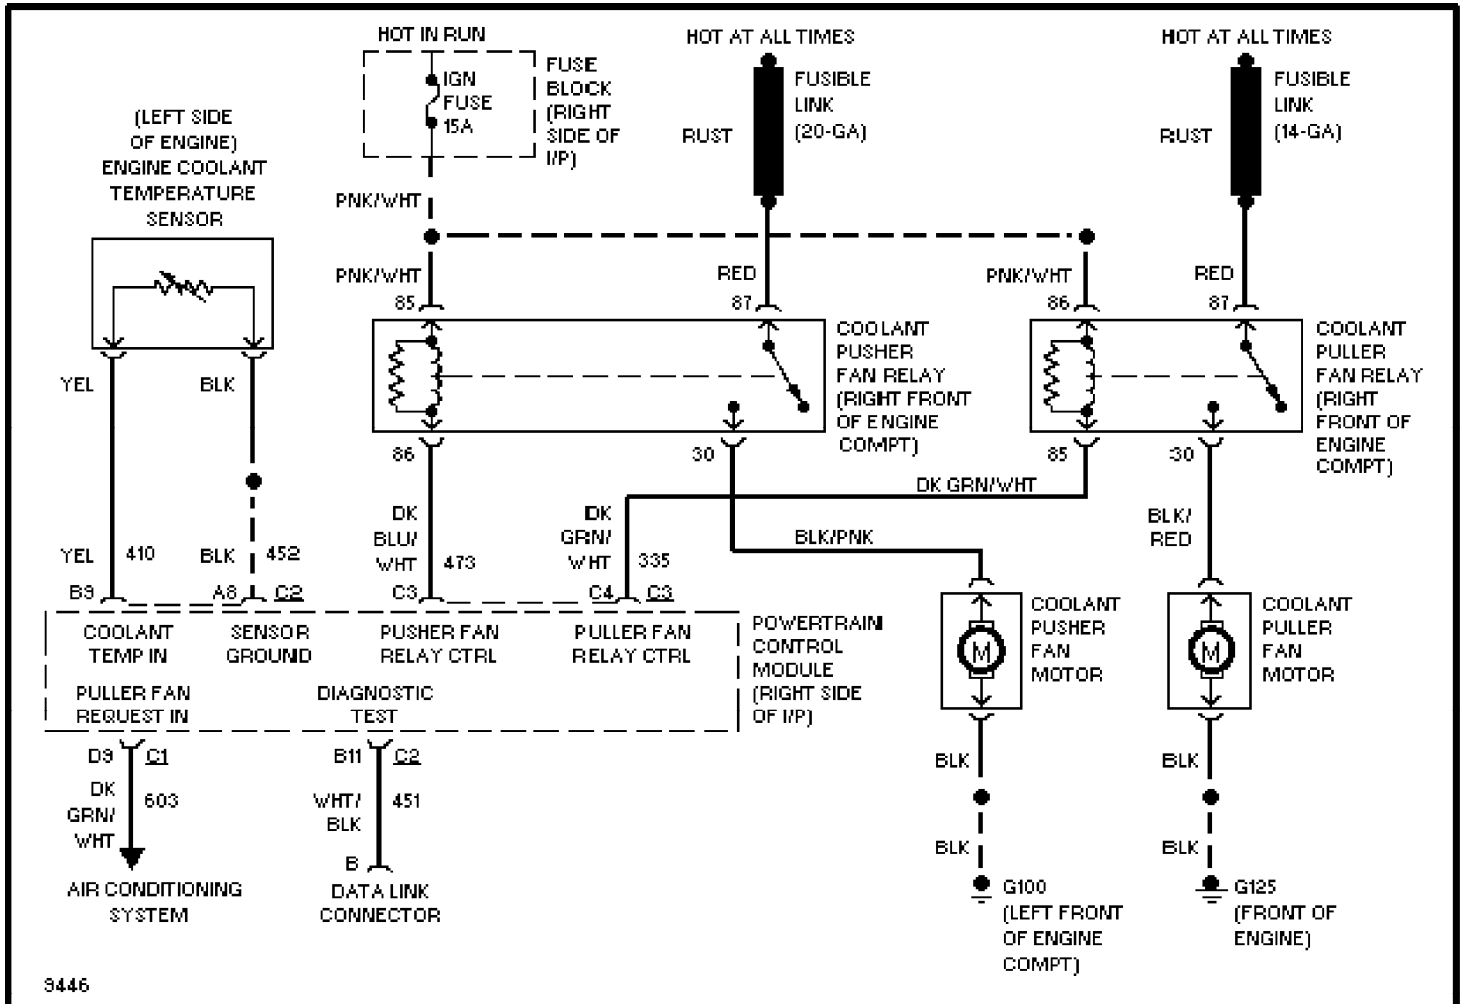 HOT IN RUN
IGN
FUSE
15A
FUSE
BLOCK
(RIGHT
SIDE OF
I/P)
HOT AT ALL TIMES
RUST
FUSIBLE
LINK
(20-GA)
HOT AT ALL TIMES
RUST
FUSIBLE
LINK
(14-GA)
(LEFT SIDE
OF ENGINE)
ENGINE COOLANT
TEMPERATURE
SENSOR
PNK/WHT
PNK/WHT
85
RED
87
PNK/WHT
86
RED
87
COOLANT
PUSHER
FAN RELAY
(RIGHT FRONT
OF ENGINE
COMPT)
COOLANT
PULLER
FAN RELAY
(RIGHT
FRONT OF
ENGINE
COMPT)
YEL
BLK
86
30
85
30
DK GRN/WHT
DK
BLU/
WHT
473
DK
GRN/
WHT
335
BLK/PNK
BLK/
RED
YEL
410
BLK
452
B9
A8
C2
C3
C4
C3
COOLANT
TEMP IN
SENSOR
GROUND
PUSHER FAN
RELAY CTRL
PULLER FAN
RELAY CTRL
PULLER FAN
REQUEST IN
DIAGNOSTIC
TEST
POWERTRAIN
CONTROL
MODULE
(RIGHT SIDE
OF I/P)
M
COOLANT
PUSHER
FAN
MOTOR
M
COOLANT
PULLER
FAN
MOTOR
D9
C1
DK
GRN/
WHT
603
AIR CONDITIONING
SYSTEM
B11
C2
WHT/
BLK
451
B
DATA LINK
CONNECTOR
BLK
BLK
BLK
BLK
G100
(LEFT FRONT
OF ENGINE
COMPT)
G125
(FRONT OF
ENGINE)
9446